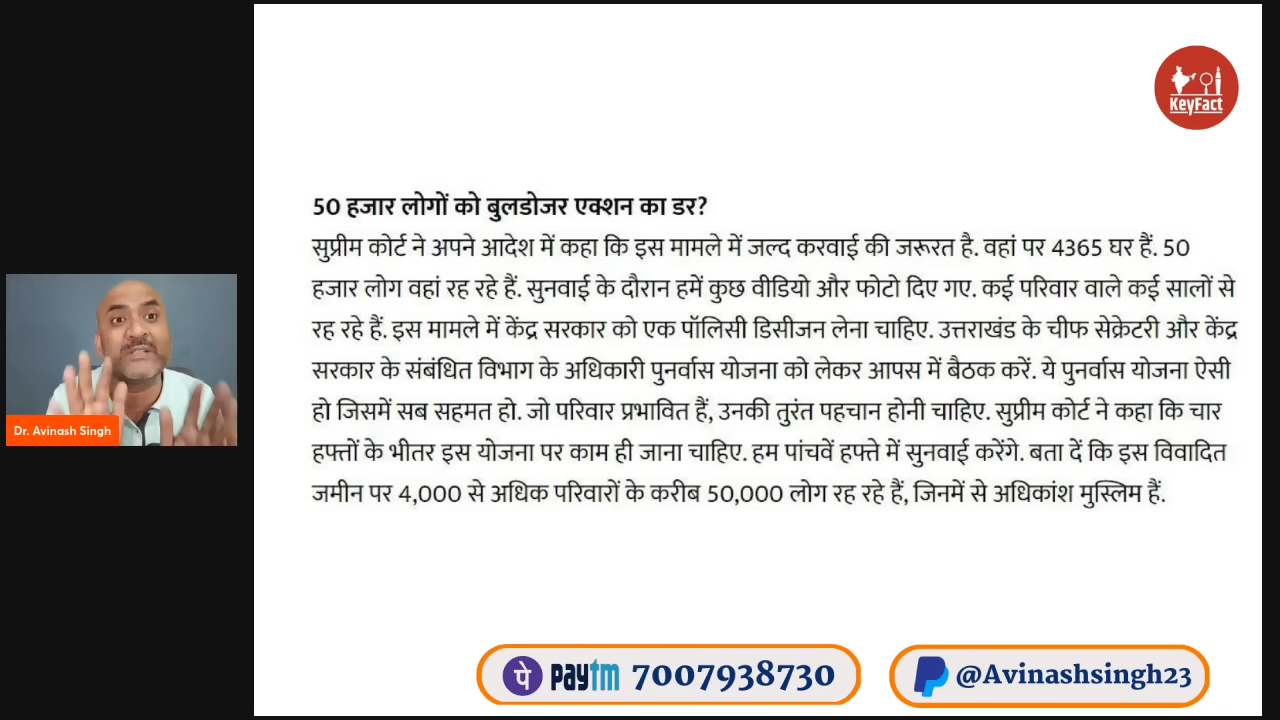 KeyFact
50 हजार लोगों को बुलडोजर एक्शन का डर?
सुप्रीम कोर्ट ने अपने आदेश में कहा कि इस मामले में जल्द करवाई की जरूरत है. वहां पर 4365 घर हैं. 50
हजार लोग वहां रह रहे हैं. सुनवाई के दौरान हमें कुछ वीडियो और फोटो दिए गए. कई परिवार वाले कई सालों से
रह रहे हैं. इस मामले में केंद्र सरकार को एक पॉलिसी डिसीजन लेना चाहिए. उत्तराखंड के चीफ सेक्रेटरी और केंद्र
सरकार के संबंधित विभाग के अधिकारी पुनर्वास योजना को लेकर आपस में बैठक करें. ये पुनर्वास योजना ऐसी
हो जिसमें सब सहमत हो. जो परिवार प्रभावित हैं, उनकी तुरंत पहचान होनी चाहिए. सुप्रीम कोर्ट ने कहा कि चार
हफ्तों के भीतर इस योजना पर काम ही जाना चाहिए. हम पांचवें हफ्ते में सुनवाई करेंगे. बता दें कि इस विवादित
जमीन पर 4,000 से अधिक परिवारों के करीब 50,000 लोग रह रहे हैं, जिनमें से अधिकांश मुस्लिम हैं.
Dr. Avinash Singh
पे paytm 7007938730
@Avinashsingh23